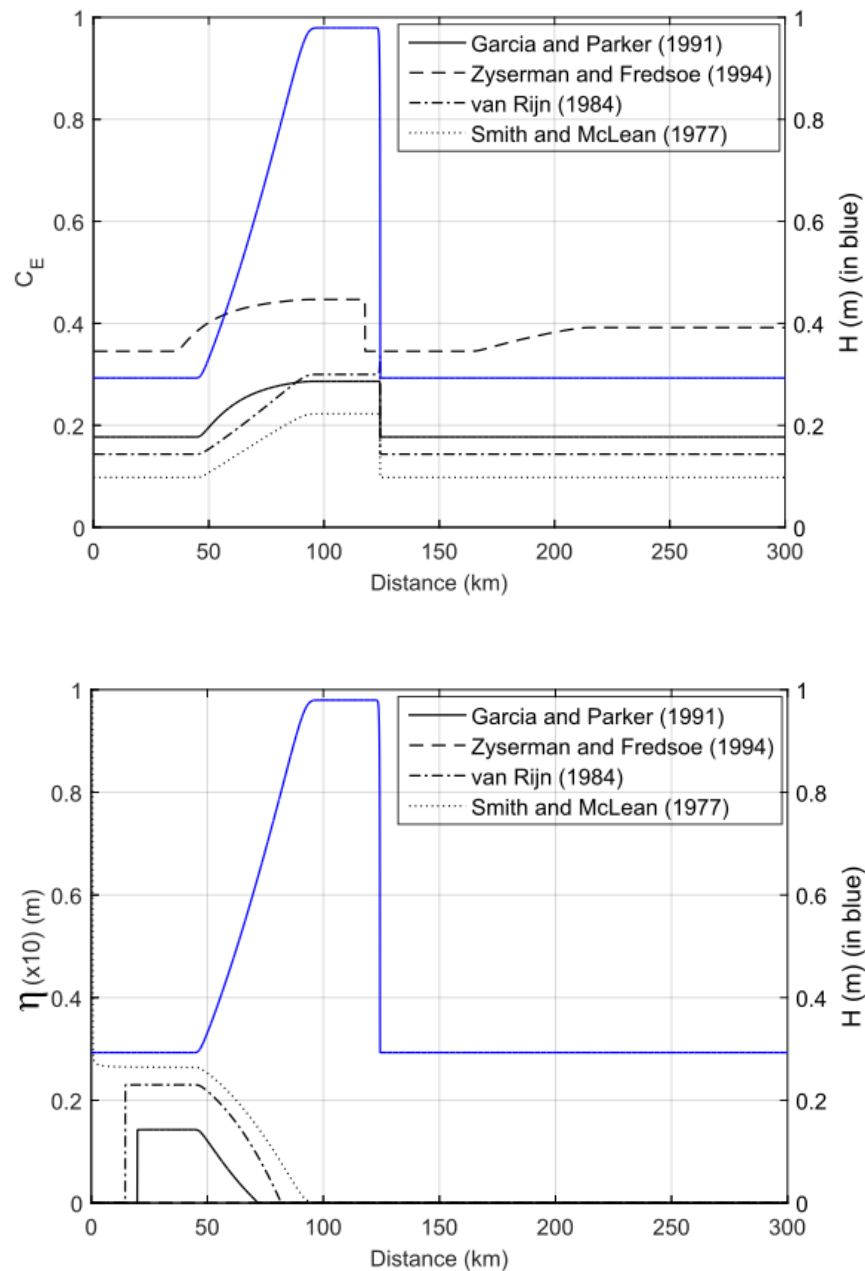 1
0.8
0.6
0.4
0.2
0
C_E
1
0.8
0.6
0.4
0.2
0
H (m) (in blue)
Garcia and Parker (1991)
Zyserman and Fredsoe (1994)
van Rijn (1984)
Smith and McLean (1977)
0 50 100 150 200 250 300
Distance (km)
1
0.8
0.6
0.4
0.2
0
η (x10) (m)
1
0.8
0.6
0.4
0.2
0
H (m) (in blue)
Garcia and Parker (1991)
Zyserman and Fredsoe (1994)
van Rijn (1984)
Smith and McLean (1977)
0 50 100 150 200 250 300
Distance (km)